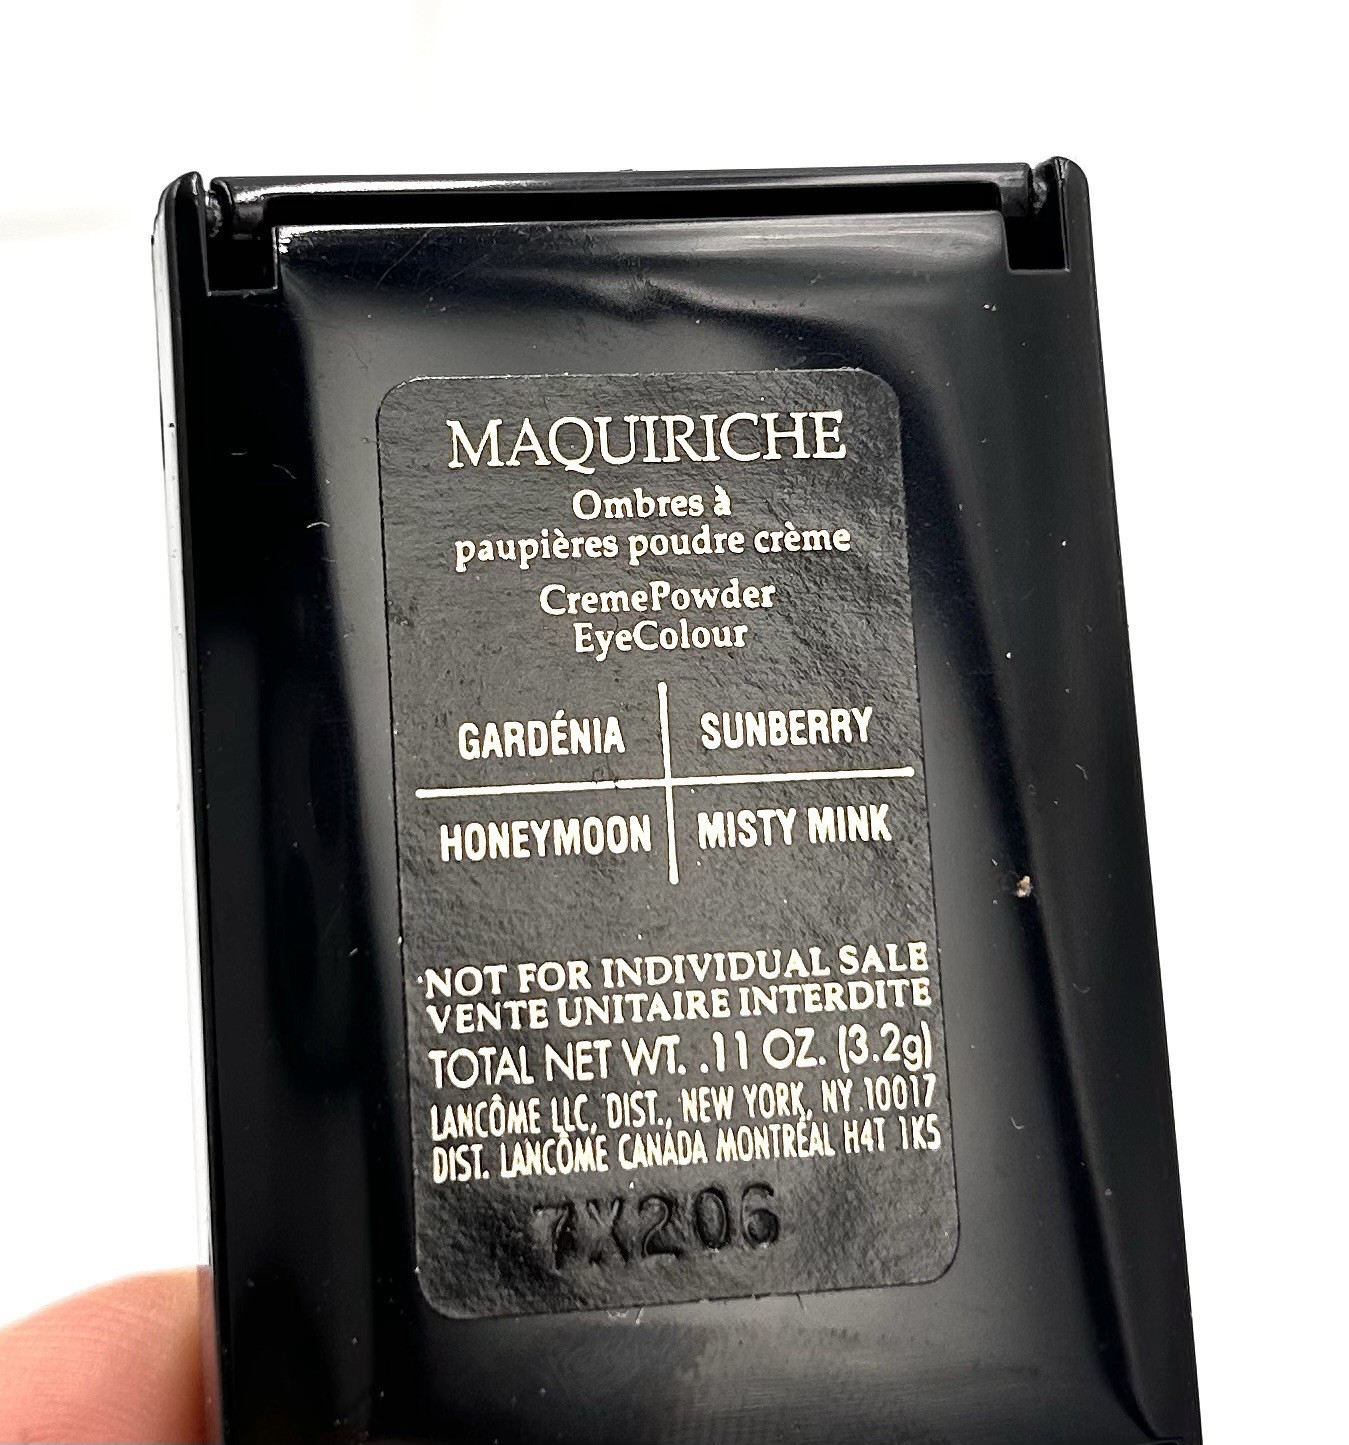 MAQUIRICHE
Ombres à
paupières poudre crème
CremePowder
EyeColour
GARDÉNIA SUNBERRY
HONEYMOON MISTY MINK
NOT FOR INDIVIDUAL SALE
VENTE UNITAIRE INTERDITE
TOTAL NET WT. .11 OZ. (3.2g)
LANCÔME LLC, DIST., NEW YORK, NY 10017
DIST. LANCÔME CANADA MONTRÉAL H4T 1K5
7X206